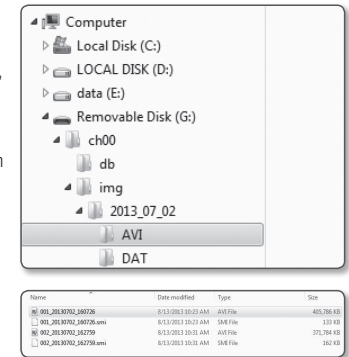 Computer
Local Disk (C:)
LOCAL DISK (D:)
data (E:)
Removable Disk (G:)
ch00
db
img
2013_07_02
AVI
DAT
Name Date modified Type Size
001_20130702_160726 8/13/2013 10:23 AM AVI File 405,786 KB
001_20130702_160726.smi 8/13/2013 10:23 AM SMI File 133 KB
002_20130702_162759 8/13/2013 10:31 AM AVI File 371,784 KB
002_20130702_162759.smi 8/13/2013 10:31 AM SMI File 162 KB